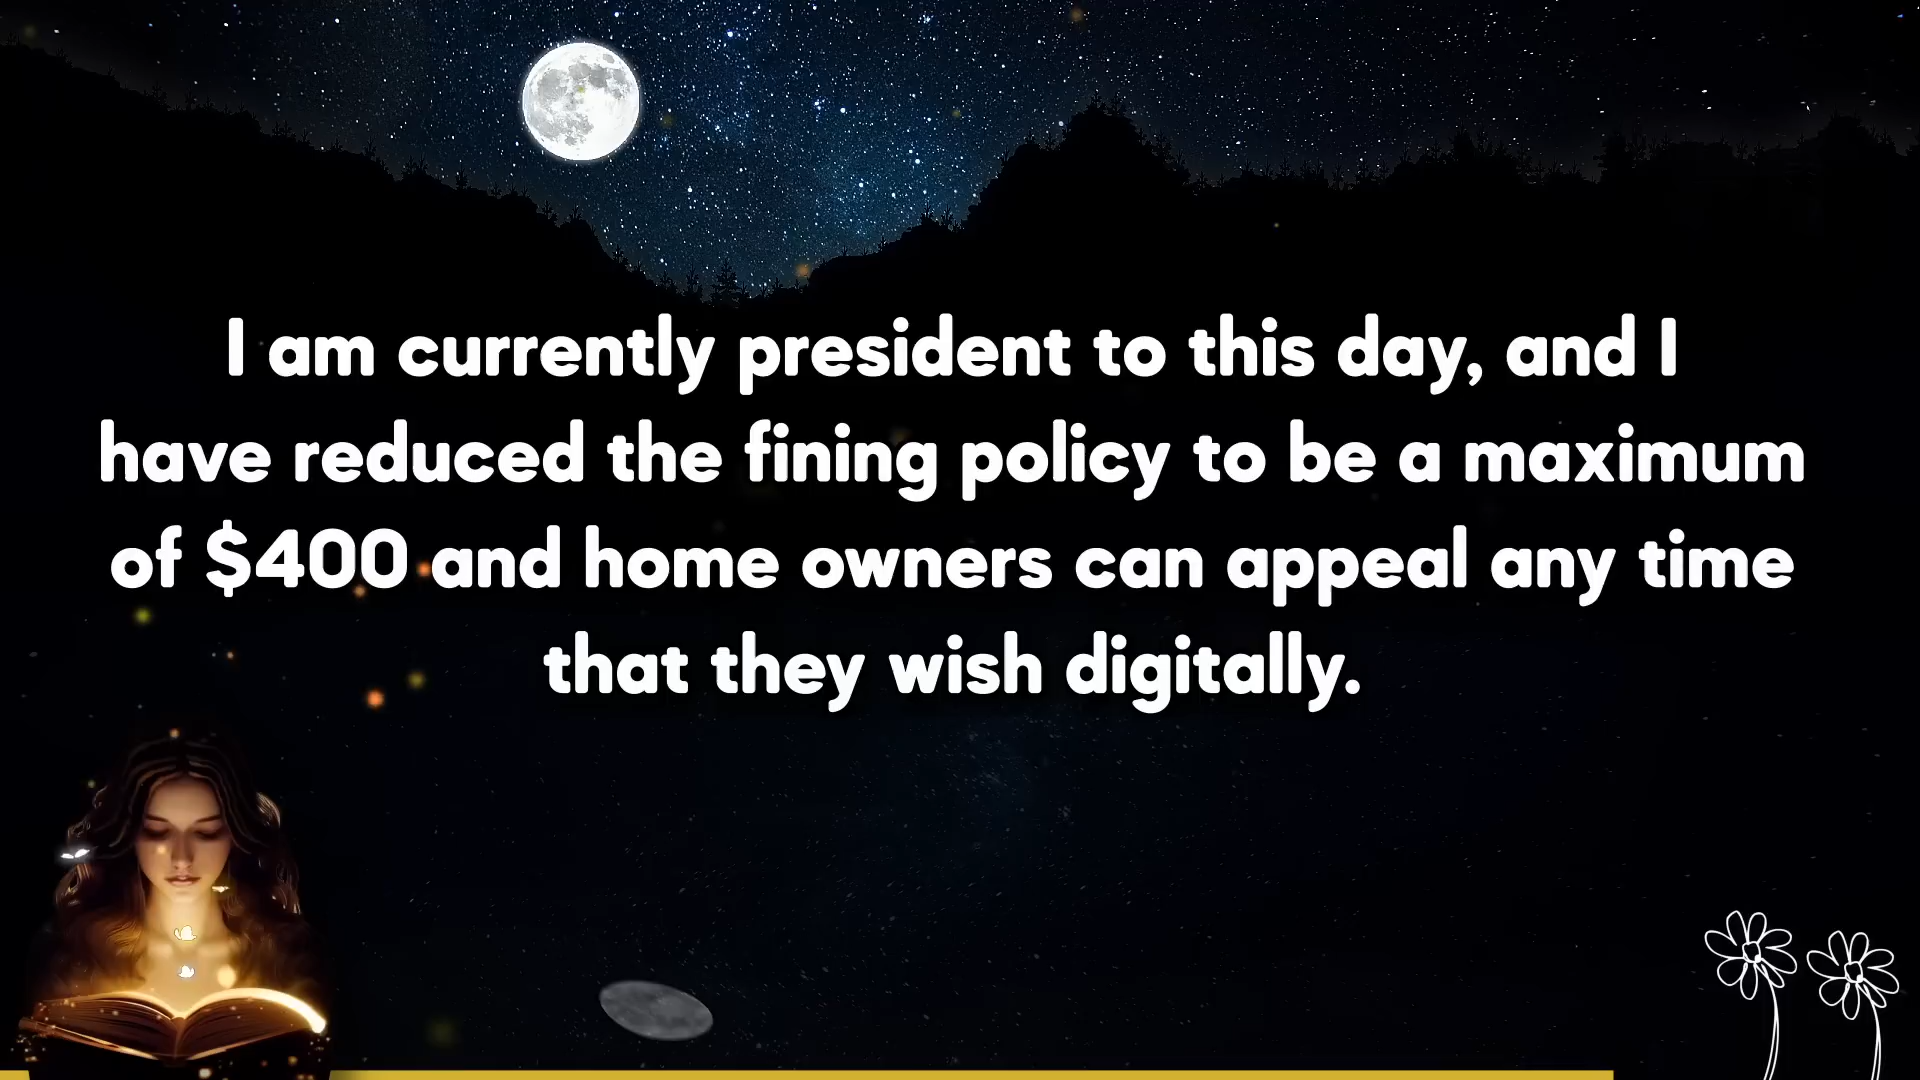 I am currently president to this day, and I
have reduced the fining policy to be a maximum
of $400 and home owners can appeal any time
that they wish digitally.